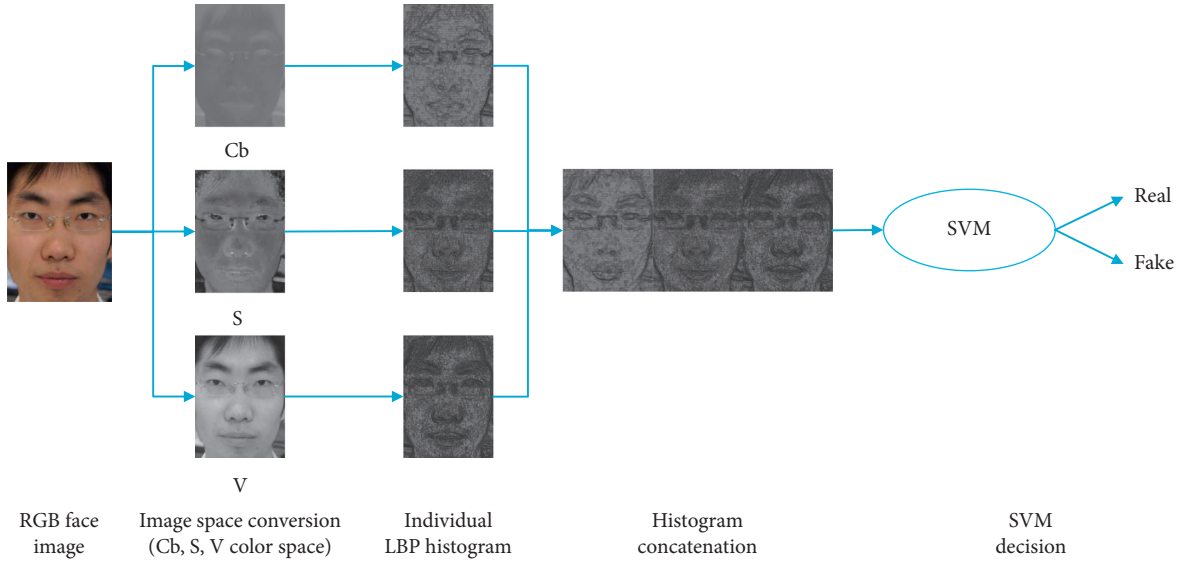 Cb
S
V
SVM
Real
Fake
RGB face
image
Image space conversion
(Cb, S, V color space)
Individual
LBP histogram
Histogram
concatenation
SVM
decision